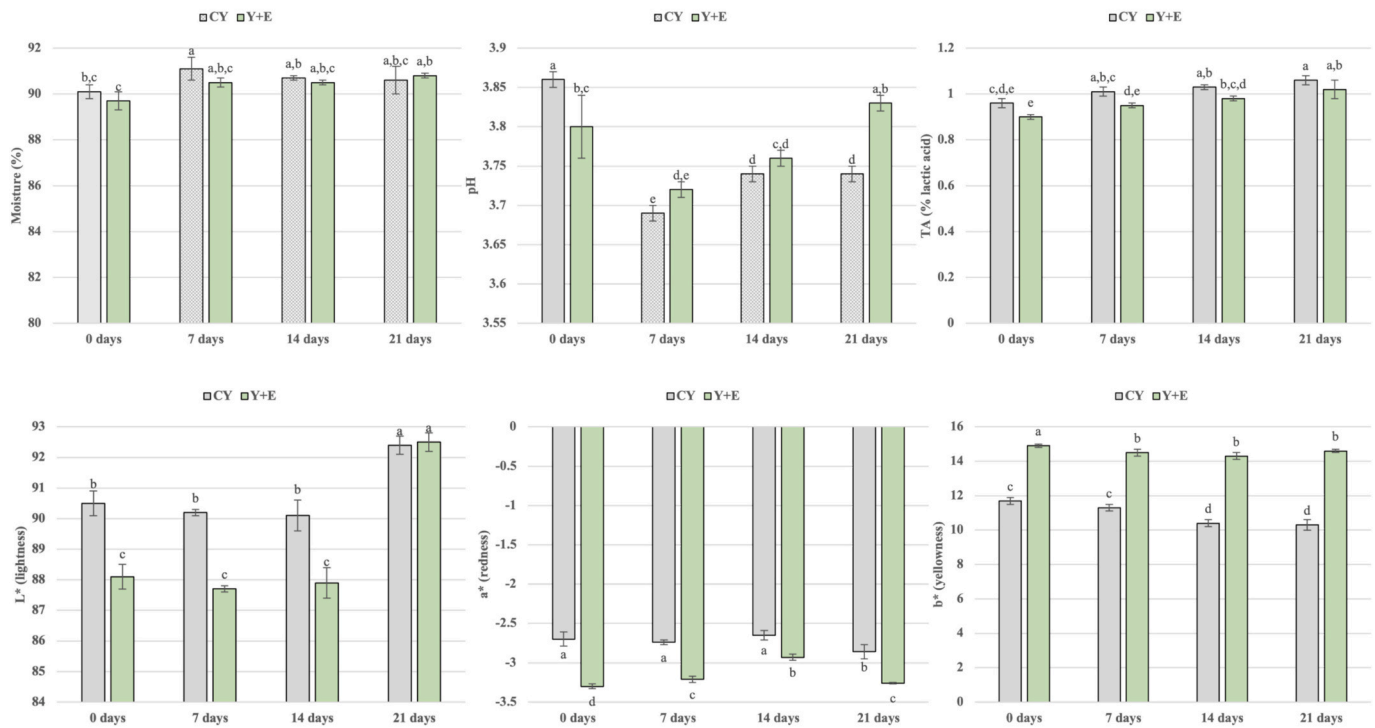 CY Y+E
Moisture (%)
92
90
88
86
84
82
80
b,c c a a,b,c a,b a,b,c a,b,c a,b
0 days 7 days 14 days 21 days
CY Y+E
pH
3.9
3.85
3.8
3.75
3.7
3.65
3.6
3.55
a b,c e d,e d c,d d a,b
0 days 7 days 14 days 21 days
CY Y+E
TA (% lactic acid)
1.2
1
0.8
0.6
0.4
0.2
0
c,d,e e a,b,c d,e a,b b,c,d a a,b
0 days 7 days 14 days 21 days
CY Y+E
L* (lightness)
93
92
91
90
89
88
87
86
85
84
b c b c b c a a
0 days 7 days 14 days 21 days
CY Y+E
a* (redness)
0
-0.5
-1
-1.5
-2
-2.5
-3
-3.5
a d a c a b b c
0 days 7 days 14 days 21 days
CY Y+E
b* (yellowness)
16
14
12
10
8
6
4
2
0
c a c b d b d b
0 days 7 days 14 days 21 days